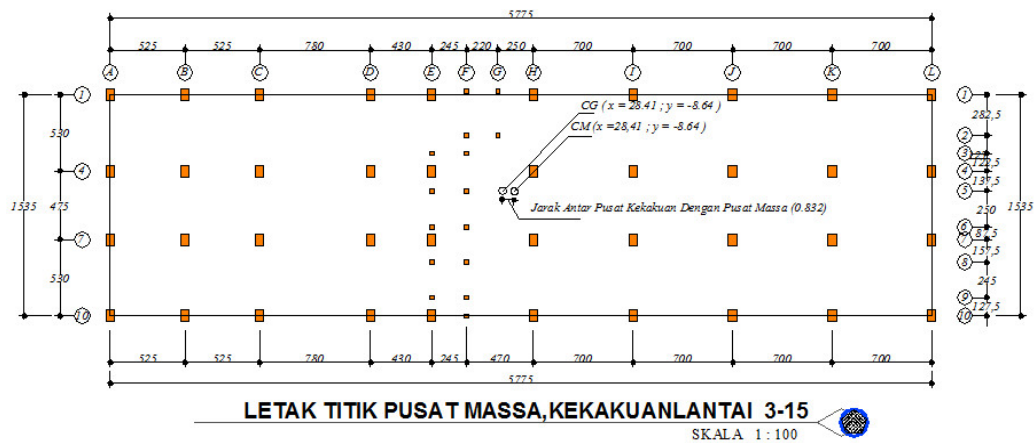 5775
525 525 780 430 245 220 250 700 700 700 700
A B C D E F G H I J K L
1 1
CG ( x = 28.41 ; y = -8.64 )
CM (x =28,41 ; y = -8.64 )
282,5
530
2
3
122,5
4 4
137,5
5
1535 475 250 1535
Jarak Antar Pusat Kekakuan Dengan Pusat Massa (0.832)
6
87,5
7 7
157,5
8
530 245
9
127,5
10 10
525 525 780 430 245 470 700 700 700 700
5775
LETAK TITIK PUSAT MASSA,KEKAKUANLANTAI 3-15
SKALA 1 : 100